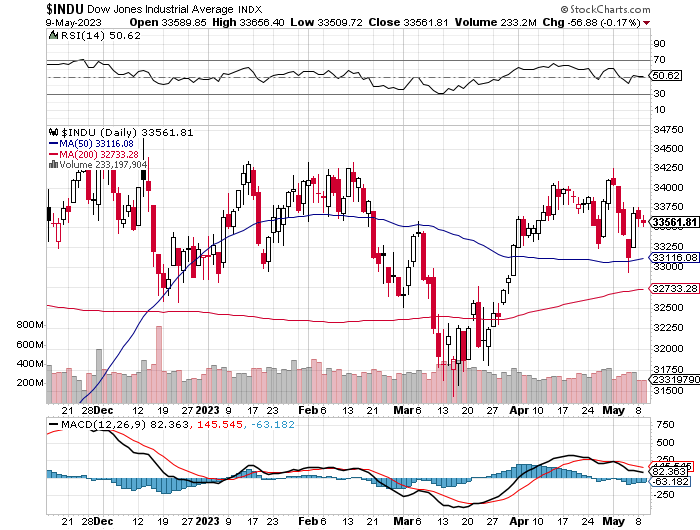 $INDU Dow Jones Industrial Average INDX © StockCharts.com
9-May-2023 Open 33589.85 High 33656.40 Low 33509.72 Close 33561.81 Volume 233.2M Chg -56.88 (-0.17%)
RSI(14) 50.62
90
70
50.62
30
10
$INDU (Daily) 33561.81
MA(50) 33116.08
MA(200) 32733.28
Volume 233,197,904
34750
34500
34250
34000
33750
33561.81
33250
33116.08
33000
32733.28
32500
32250
32000
31750
31500
800M
600M
400M
200M
233197904
21 28 Dec 12 19 27 2023 9 17 23 Feb 6 13 21 Mar 6 13 20 27 Apr 10 17 24 May 8
MACD(12,26,9) 82.363, 145.545, -63.182
750
500
250
145.545
82.363
-63.182
-250
21 28 Dec 12 19 27 2023 9 17 23 Feb 6 13 21 Mar 6 13 20 27 Apr 10 17 24 May 8